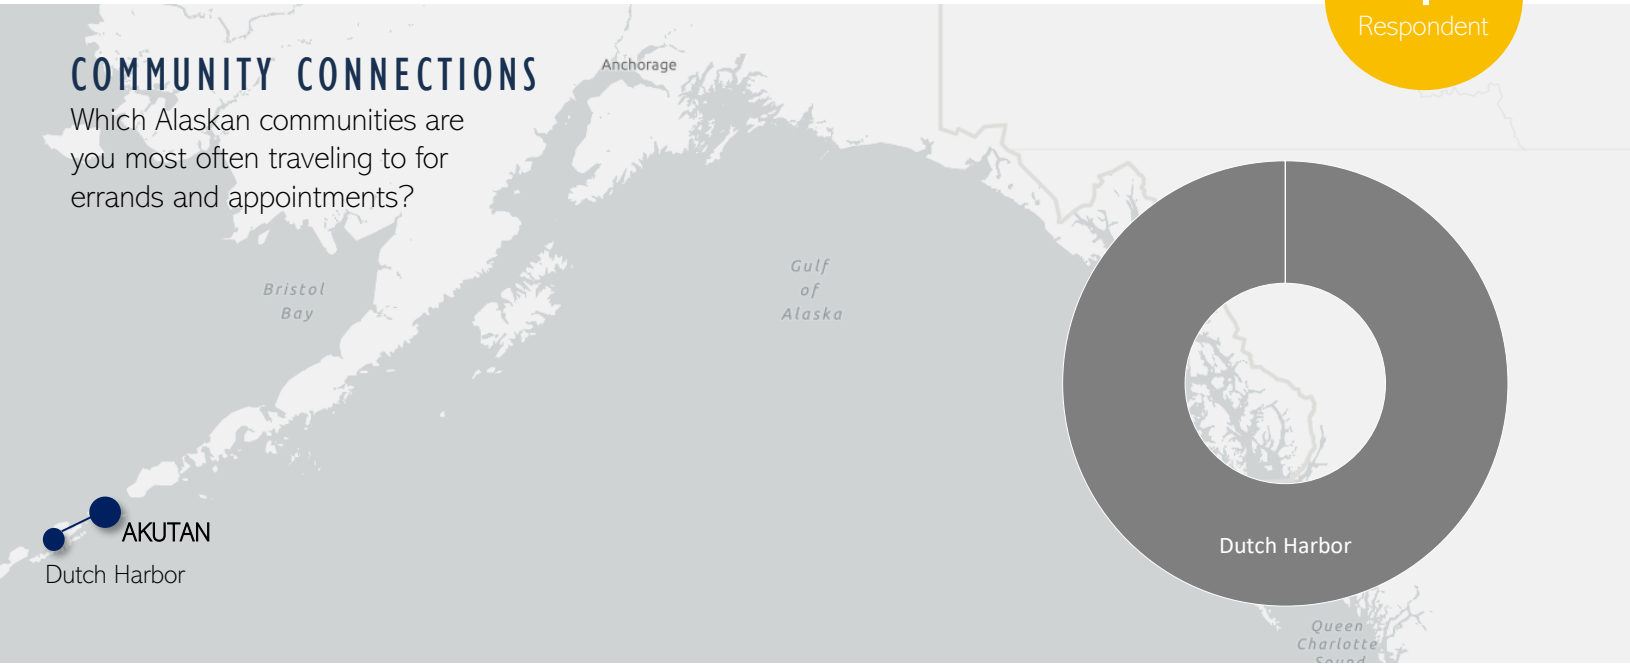 Respondent
COMMUNITY CONNECTIONS
Which Alaskan communities are
you most often traveling to for
errands and appointments?
Anchorage
Bristol
Bay
Gulf
of
Alaska
AKUTAN
Dutch Harbor
Dutch Harbor
Queen
Charlotte
Sound